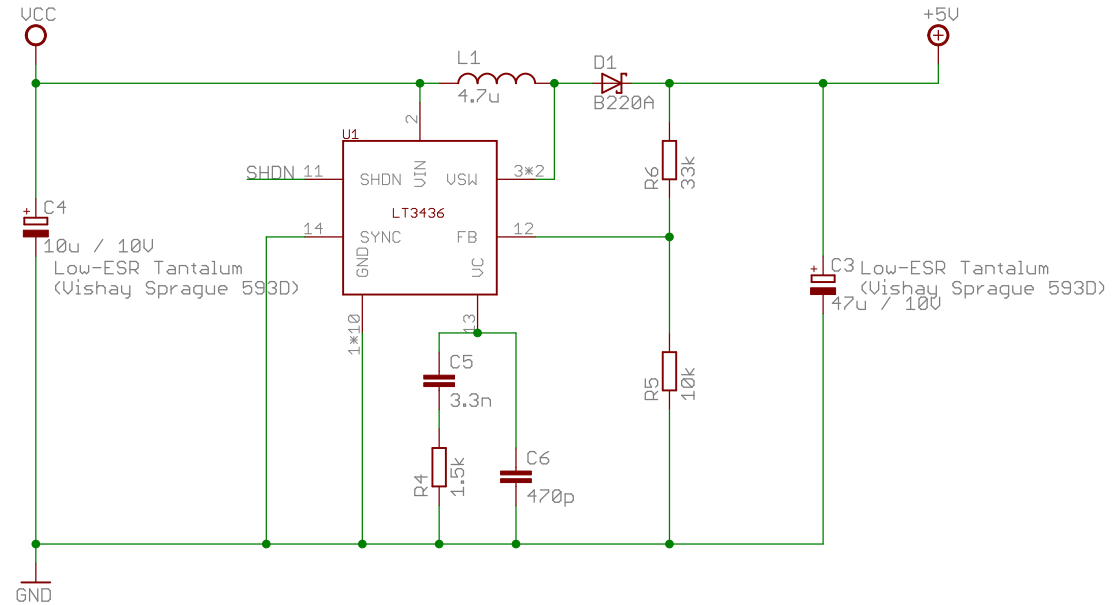 VCC
+5V
L1
4.7u
D1
B220A
2
U1
SHDN
11
SHDN
VIN
VSW
3*2
LT3436
14
SYNC
FB
12
GND
VC
1*10
13
R6
33k
C4
10u / 10V
Low-ESR Tantalum
(Vishay Sprague 593D)
C3
Low-ESR Tantalum
(Vishay Sprague 593D)
47u / 10V
C5
3.3n
R5
10k
R4
1.5k
C6
470p
GND